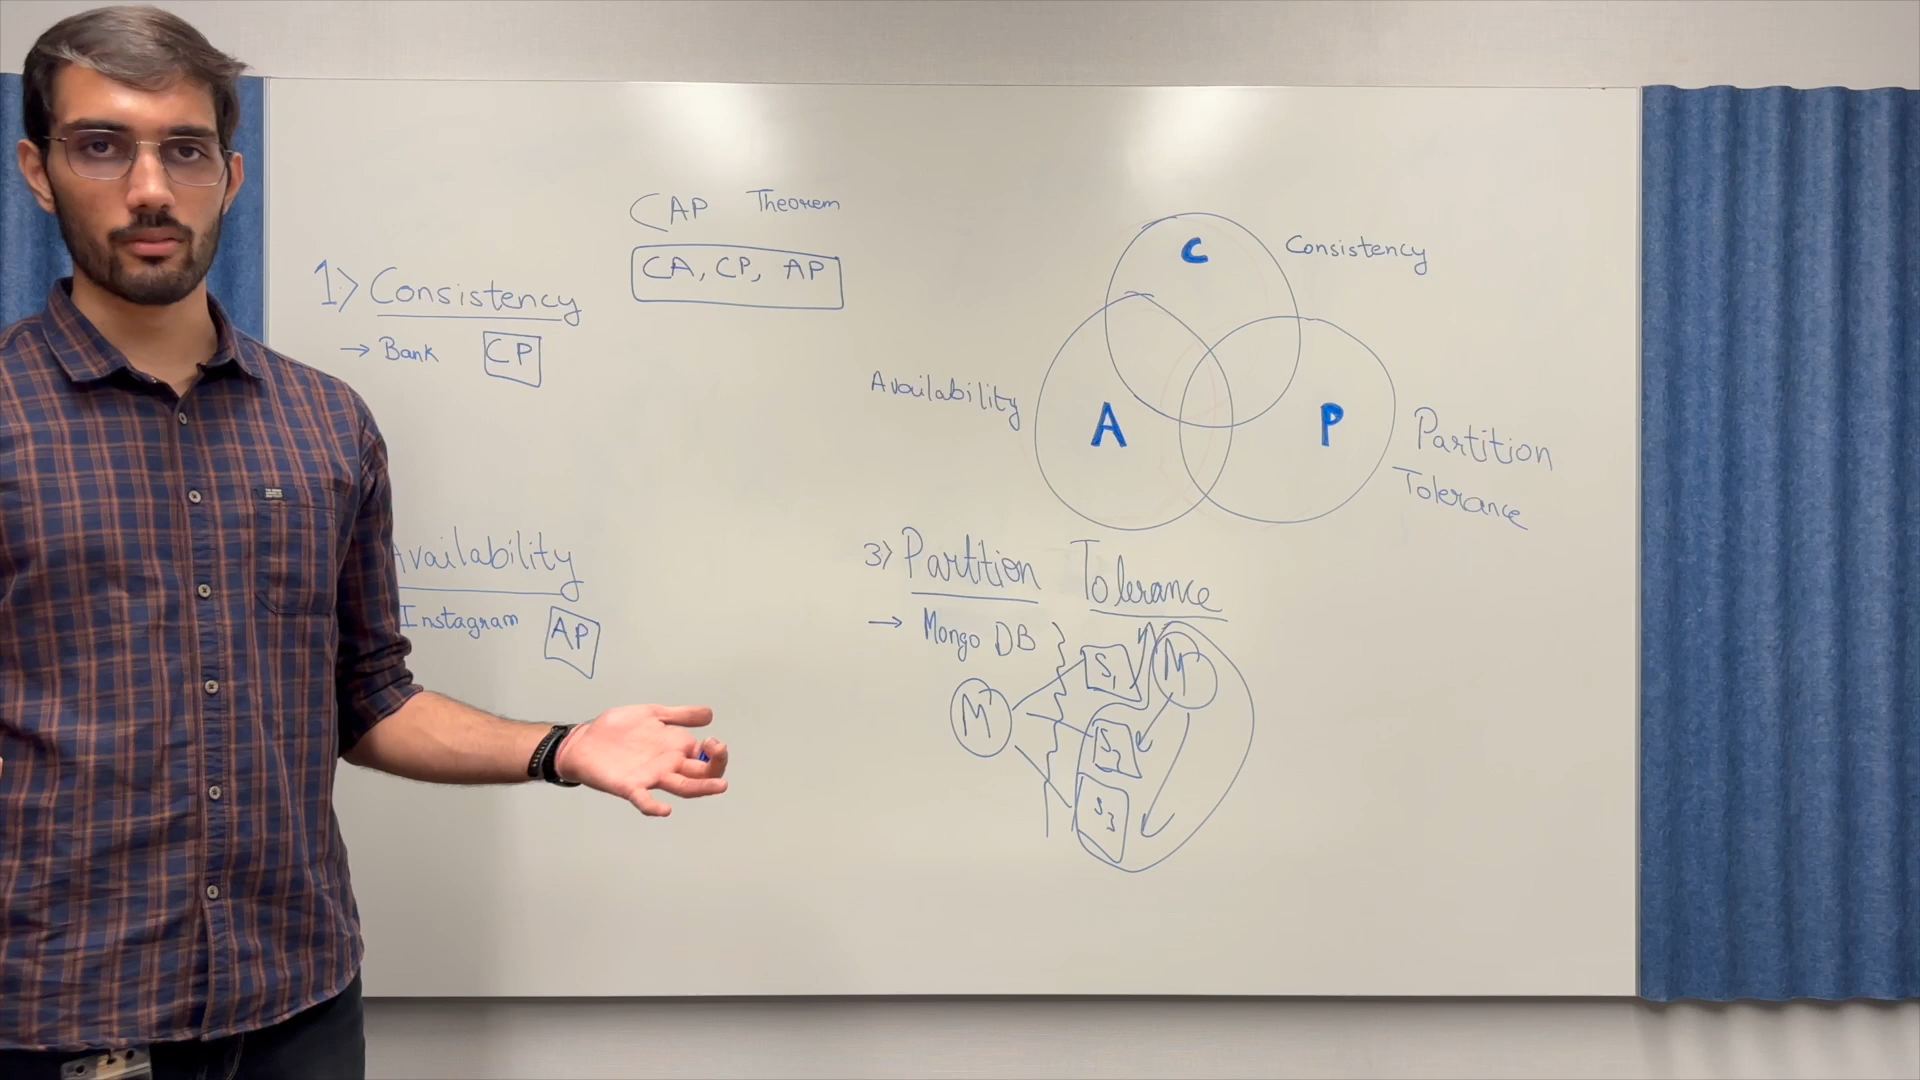 CAP Theorem
CA, CP, AP
1> Consistency
→ Bank CP
Availability
Instagram AP
C
Consistency
Availability
A
P
Partition
Tolerance
3> Partition Tolerance
→ Mongo DB
M
S1
M
S2
S3